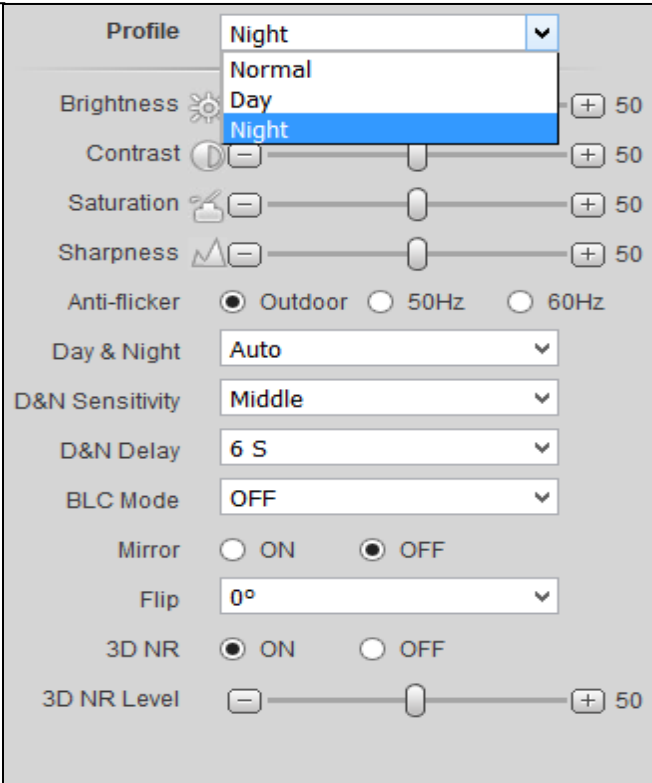 Profile Night
Normal
Brightness Day 50
Night
Contrast 50
Saturation 50
Sharpness 50
Anti-flicker Outdoor 50Hz 60Hz
Day & Night Auto
D&N Sensitivity Middle
D&N Delay 6 S
BLC Mode OFF
Mirror ON OFF
Flip 0°
3D NR ON OFF
3D NR Level 50